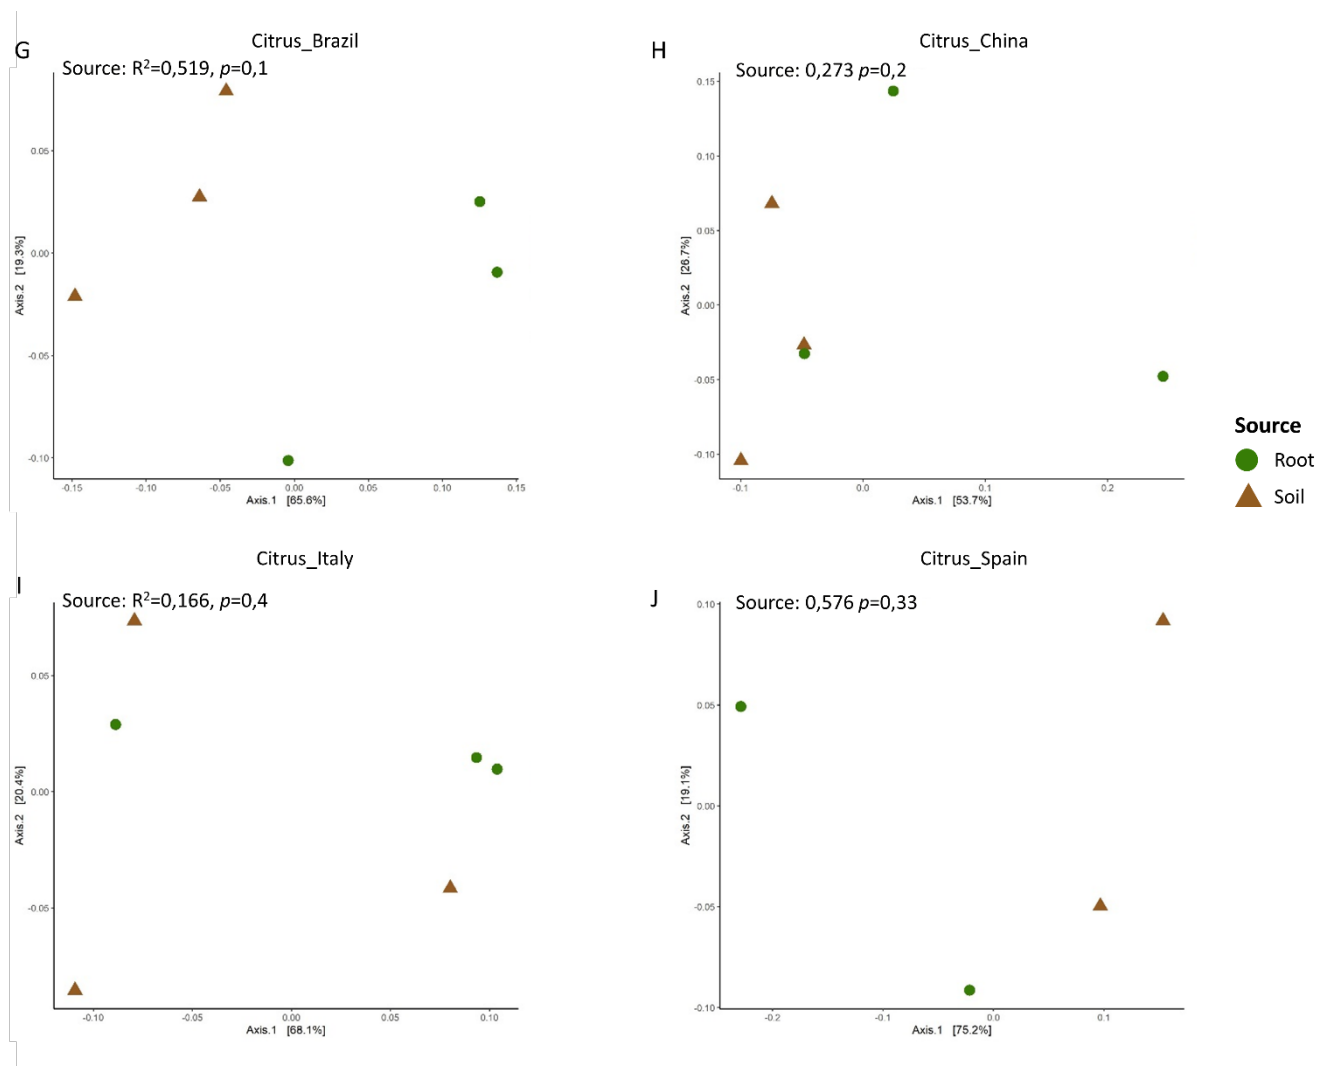 G
Citrus_Brazil
Source: R²=0,519, p=0,1
0.05
0.00
-0.05
-0.10
Axis.2 [19.3%]
-0.15 -0.10 -0.05 0.00 0.05 0.10 0.15
Axis.1 [65.6%]
H
Citrus_China
Source: 0,273 p=0,2
0.15
0.10
0.05
0.00
-0.05
-0.10
Axis.2 [26.7%]
-0.1 0.0 0.1 0.2
Axis.1 [53.7%]
Source
Root
Soil
I
Citrus_Italy
Source: R²=0,166, p=0,4
0.05
0.00
-0.05
Axis.2 [20.4%]
-0.10 -0.05 0.00 0.05 0.10
Axis.1 [68.1%]
J
Citrus_Spain
Source: 0,576 p=0,33
0.10
0.05
0.00
-0.05
-0.10
Axis.2 [19.1%]
-0.2 -0.1 0.0 0.1
Axis.1 [75.2%]